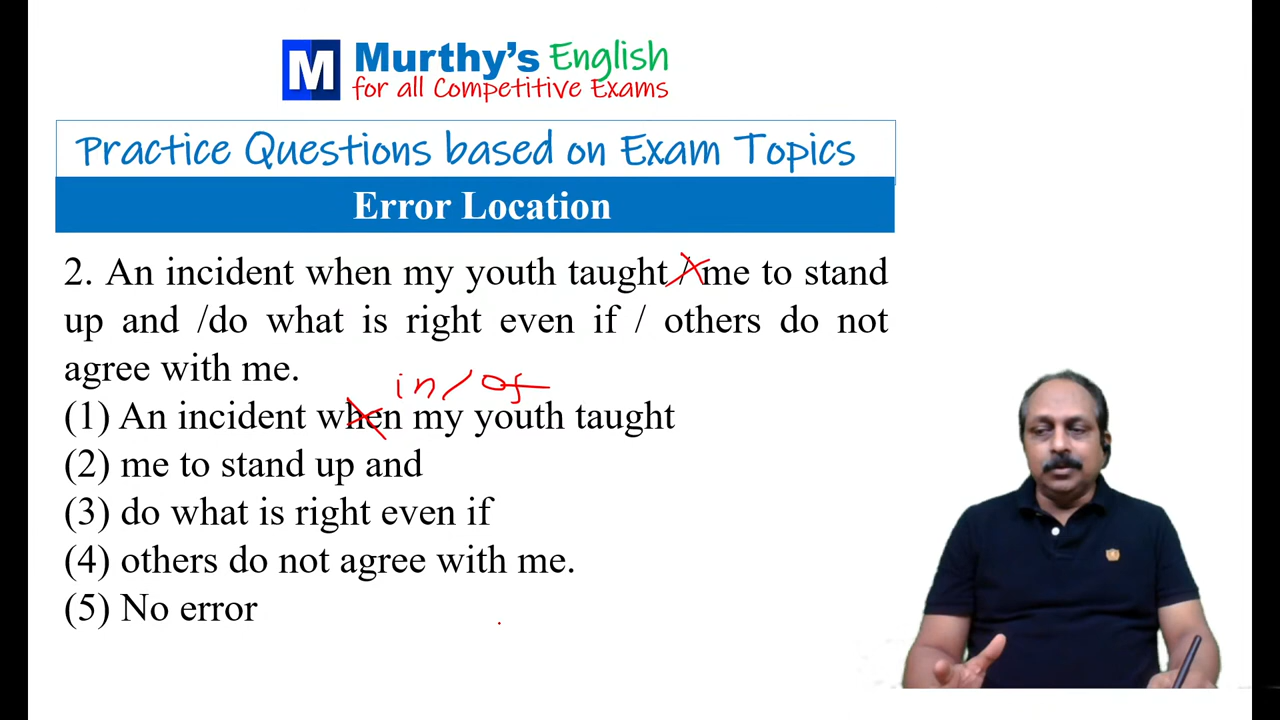 M Murthy's English
for all Competitive Exams
Practice Questions based on Exam Topics
Error Location
2. An incident when my youth taught / me to stand
up and /do what is right even if / others do not
agree with me.
in/of
(1) An incident when my youth taught
(2) me to stand up and
(3) do what is right even if
(4) others do not agree with me.
(5) No error